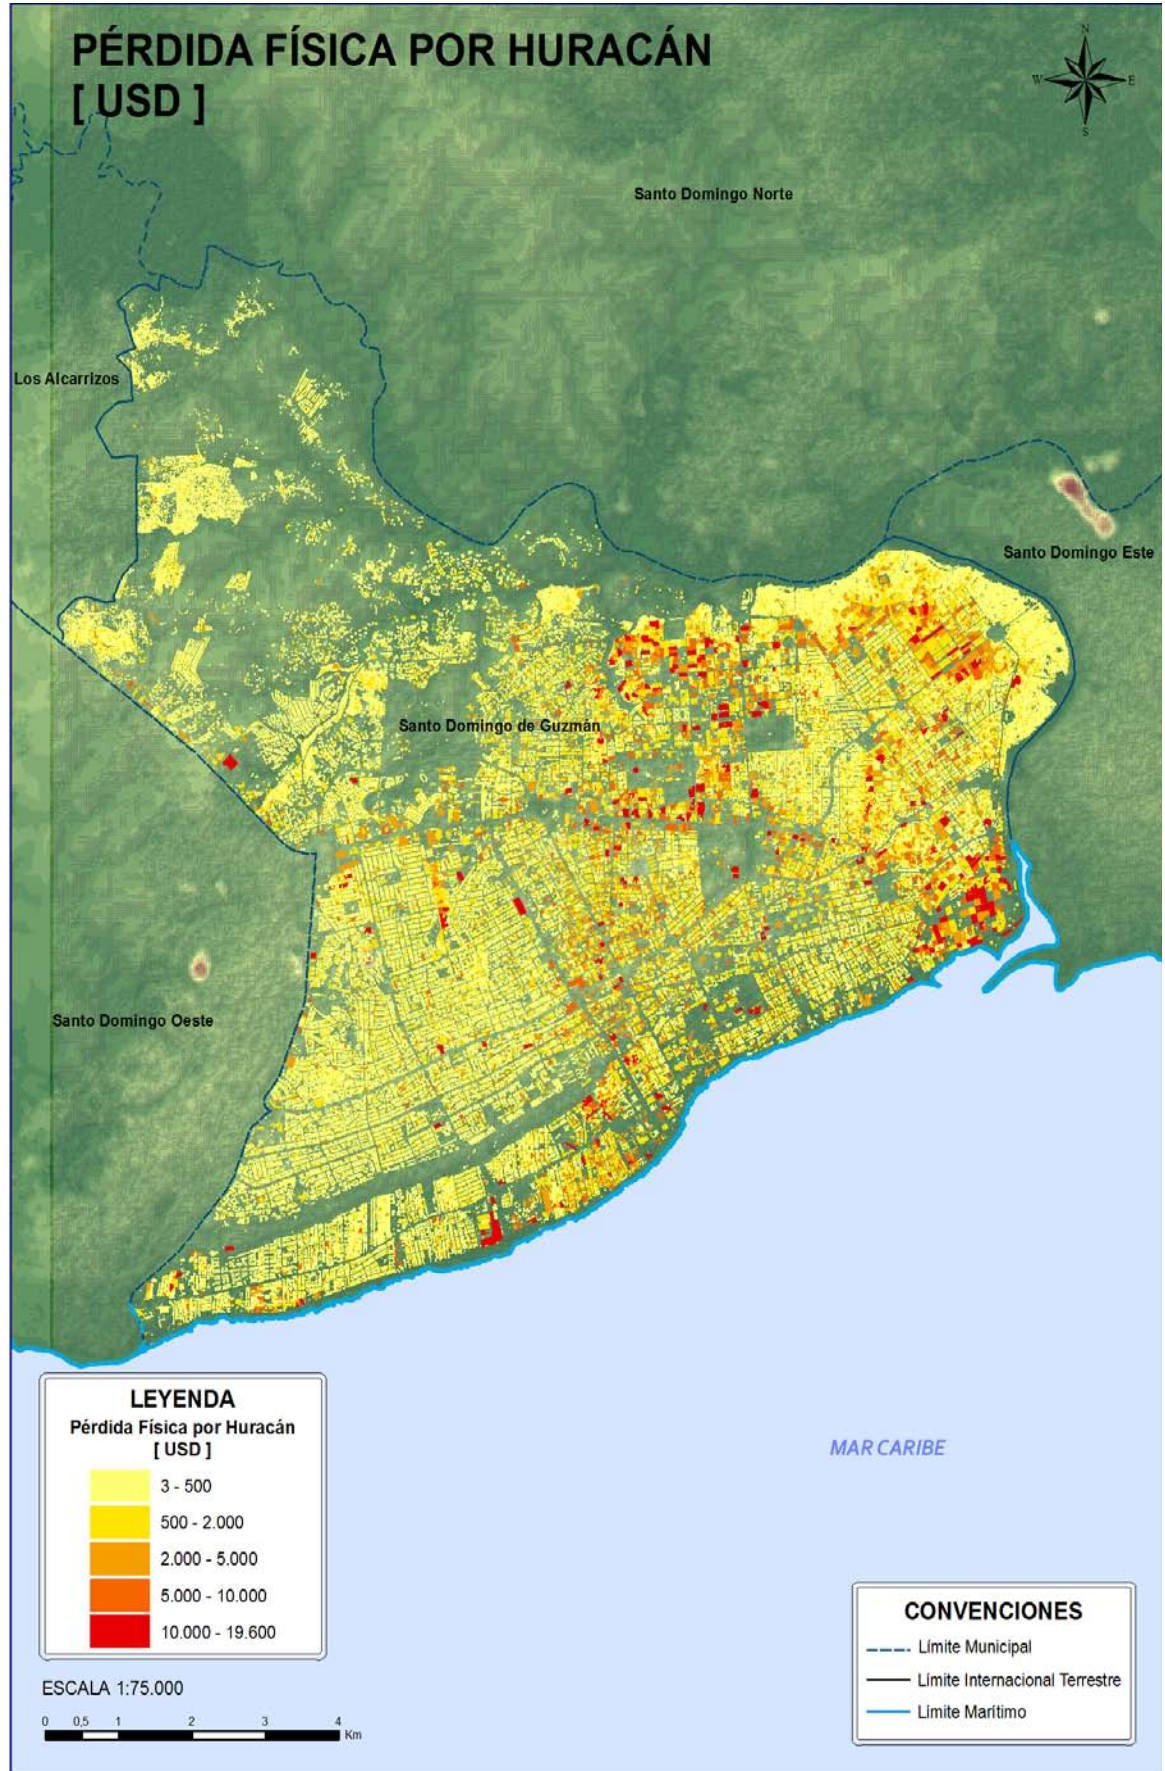 PÉRDIDA FÍSICA POR HURACÁN
[ USD ]
N
W
E
S
Santo Domingo Norte
Los Alcarrizos
Santo Domingo Este
Santo Domingo de Guzmán
Santo Domingo Oeste
LEYENDA
Pérdida Física por Huracán
[ USD ]
3 - 500
500 - 2.000
2.000 - 5.000
5.000 - 10.000
10.000 - 19.600
MAR CARIBE
CONVENCIONES
Límite Municipal
Límite Internacional Terrestre
Límite Marítimo
ESCALA 1:75.000
0 0,5 1 2 3 4
Km